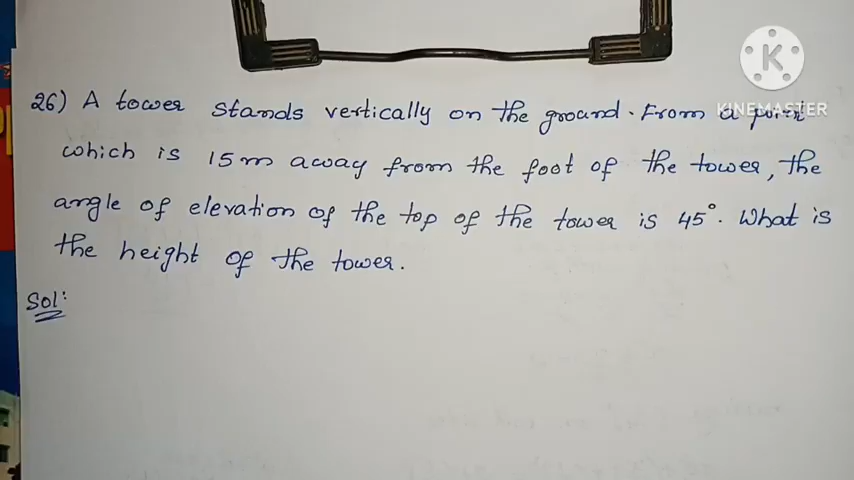 KINEMASTER
26) A tower stands vertically on the ground. From a point
which is 15m away from the foot of the tower, the
angle of elevation of the top of the tower is 45°. What is
the height of the tower.
Sol: